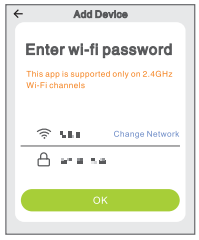 Add Device
Enter wi-fi password
This app is supported only on 2.4GHz
Wi-Fi channels
Change Network
OK